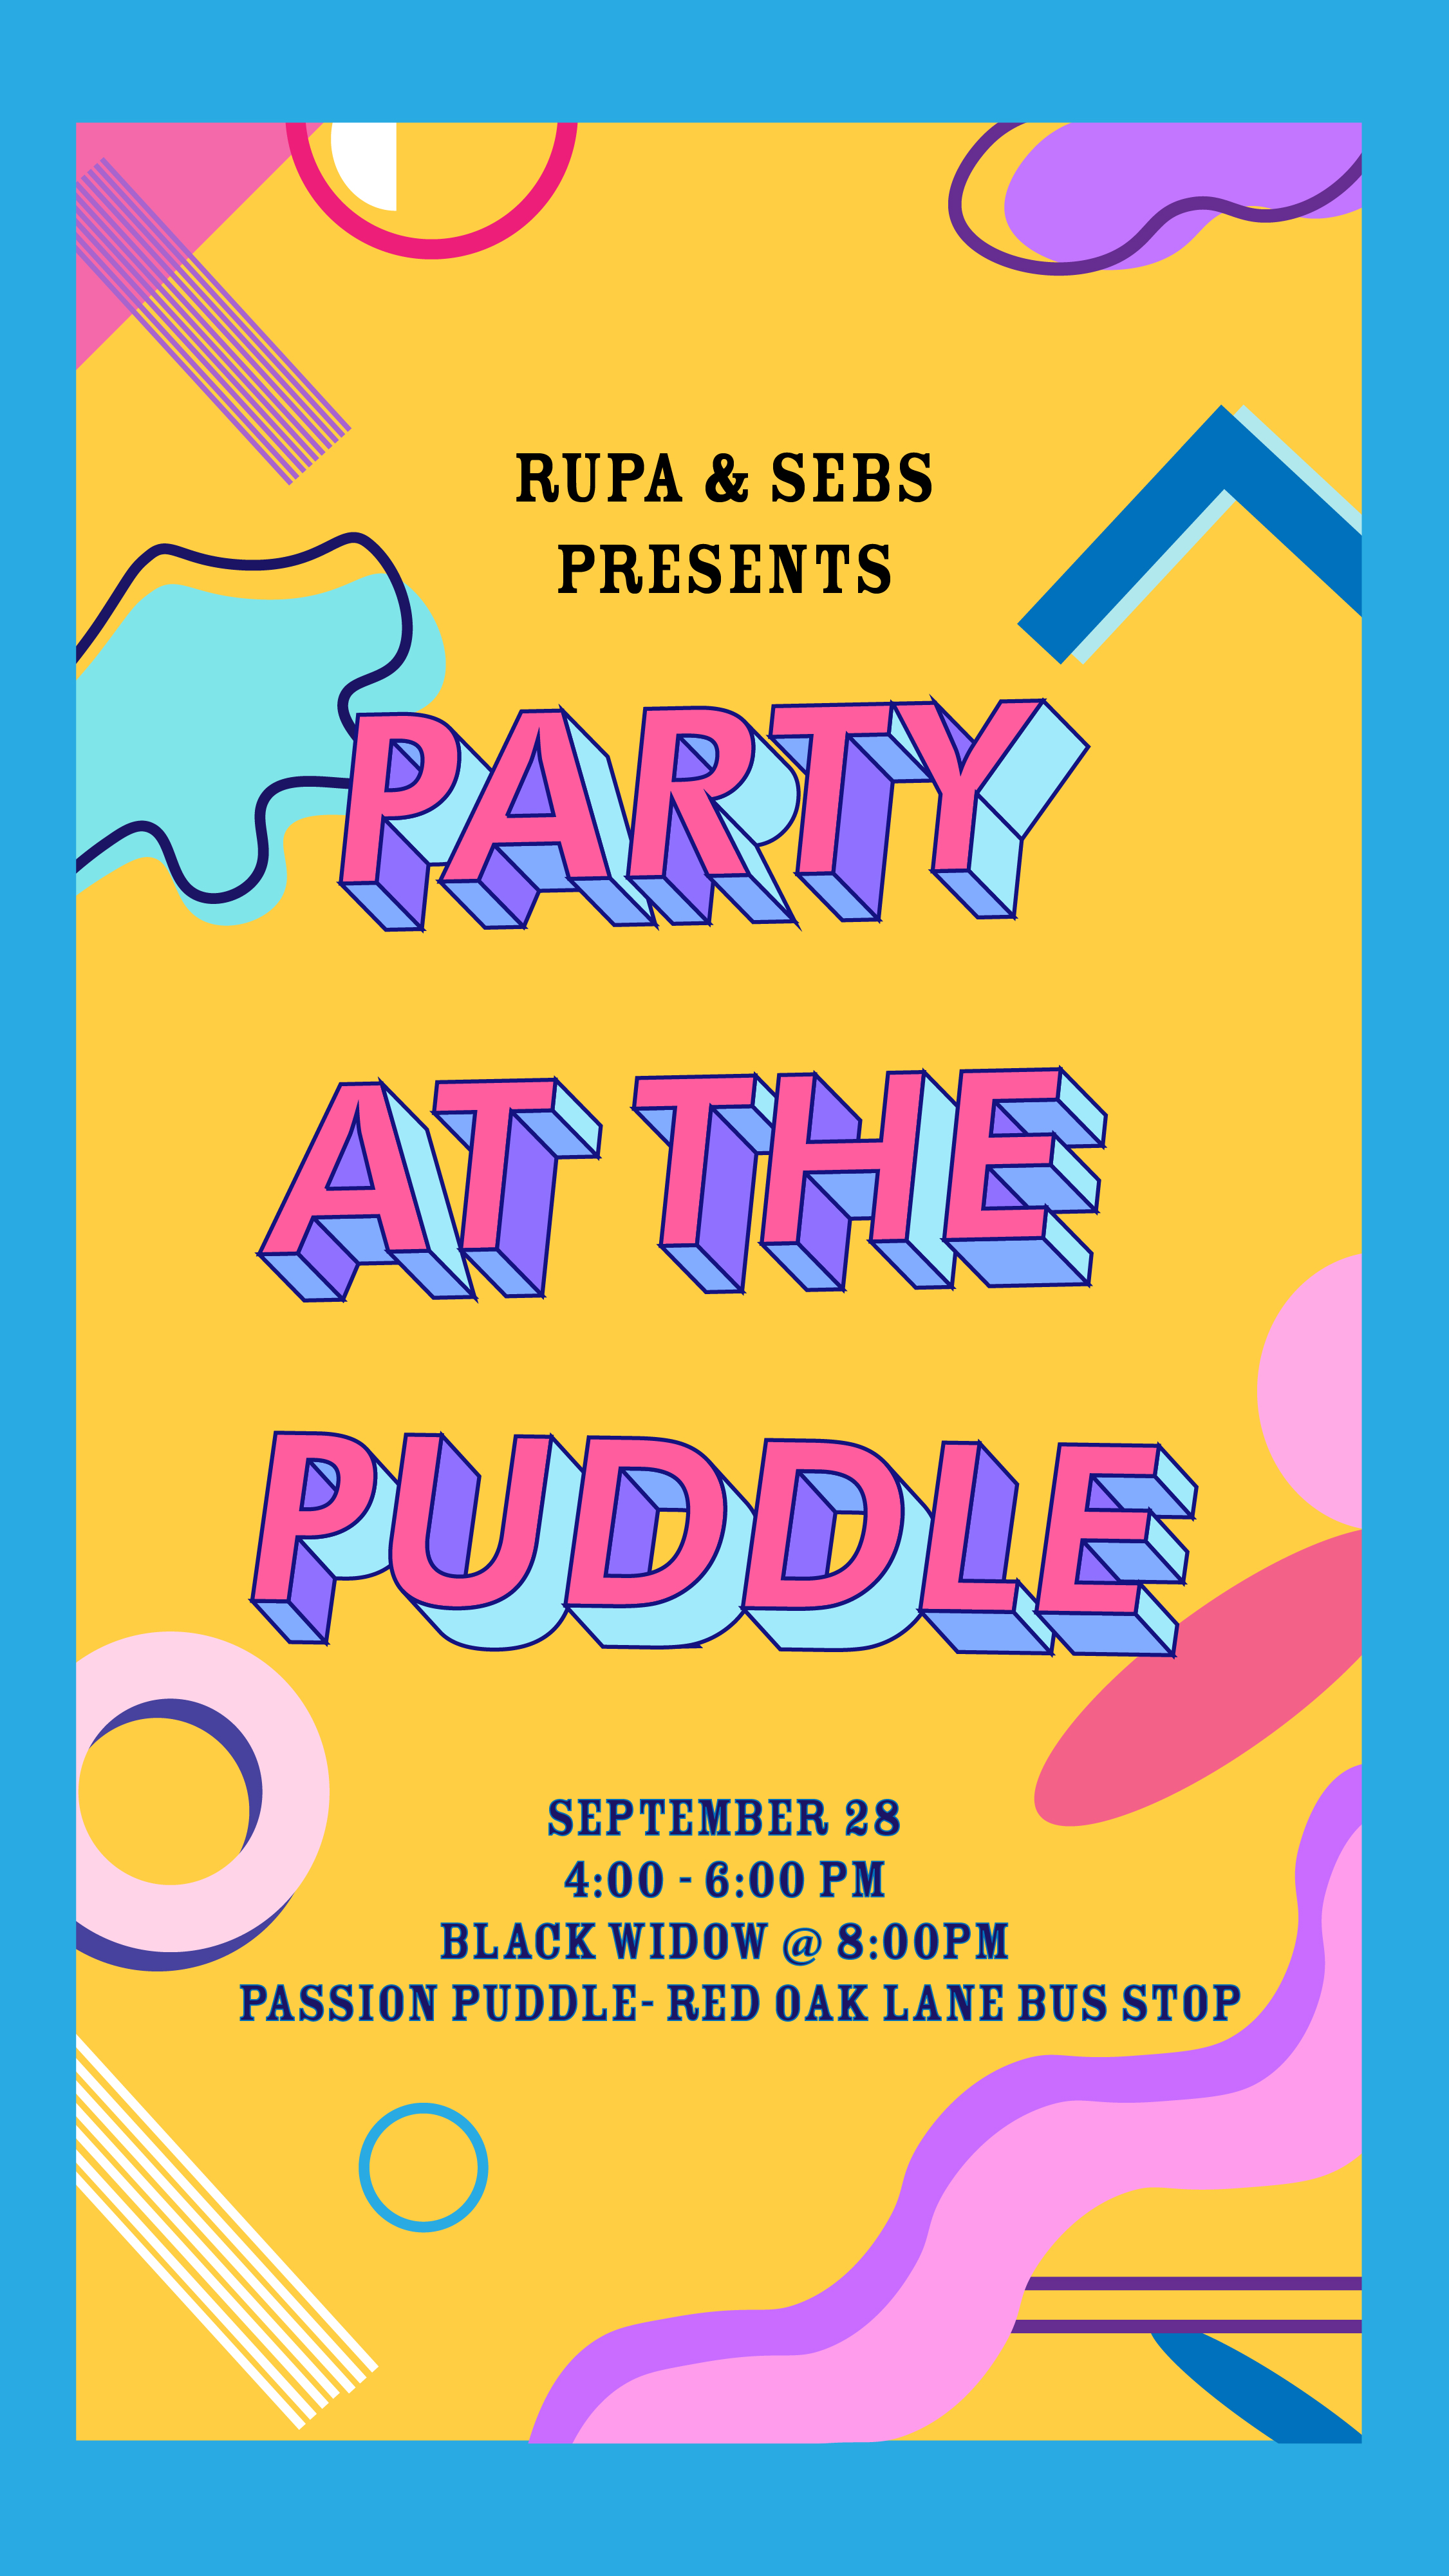 RUPA & SEBS
PRESENTS
PARTY
AT THE
PUDDLE
SEPTEMBER 28
4:00 - 6:00 PM
BLACK WIDOW @ 8:00PM
PASSION PUDDLE- RED OAK LANE BUS STOP